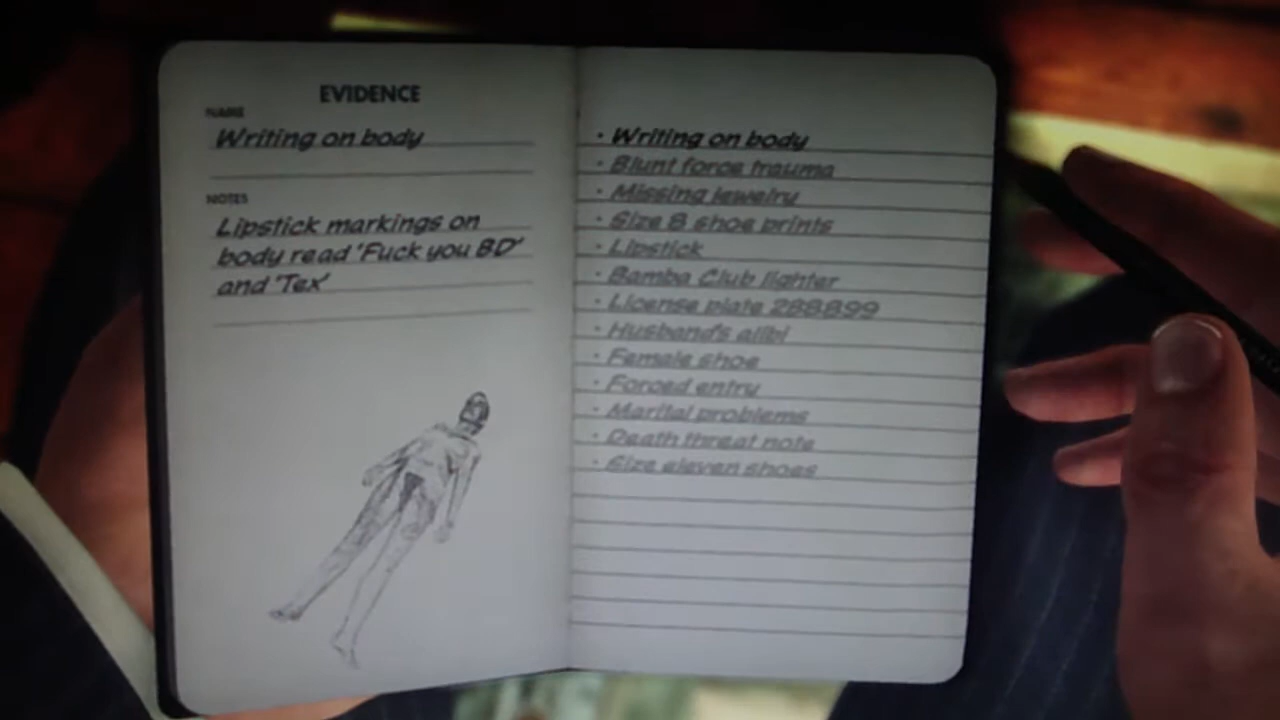 EVIDENCE
NAME
Writing on body
NOTES
Lipstick markings on
body read 'Fuck you BD'
and 'Tex'
• Writing on body
• Blunt force trauma
• Missing jewelry
• Size 8 shoe prints
• Lipstick
• Bamba Club lighter
• License plate 2B8899
• Husband's alibi
• Female shoe
• Forced entry
• Marital problems
• Death threat note
• Size eleven shoes